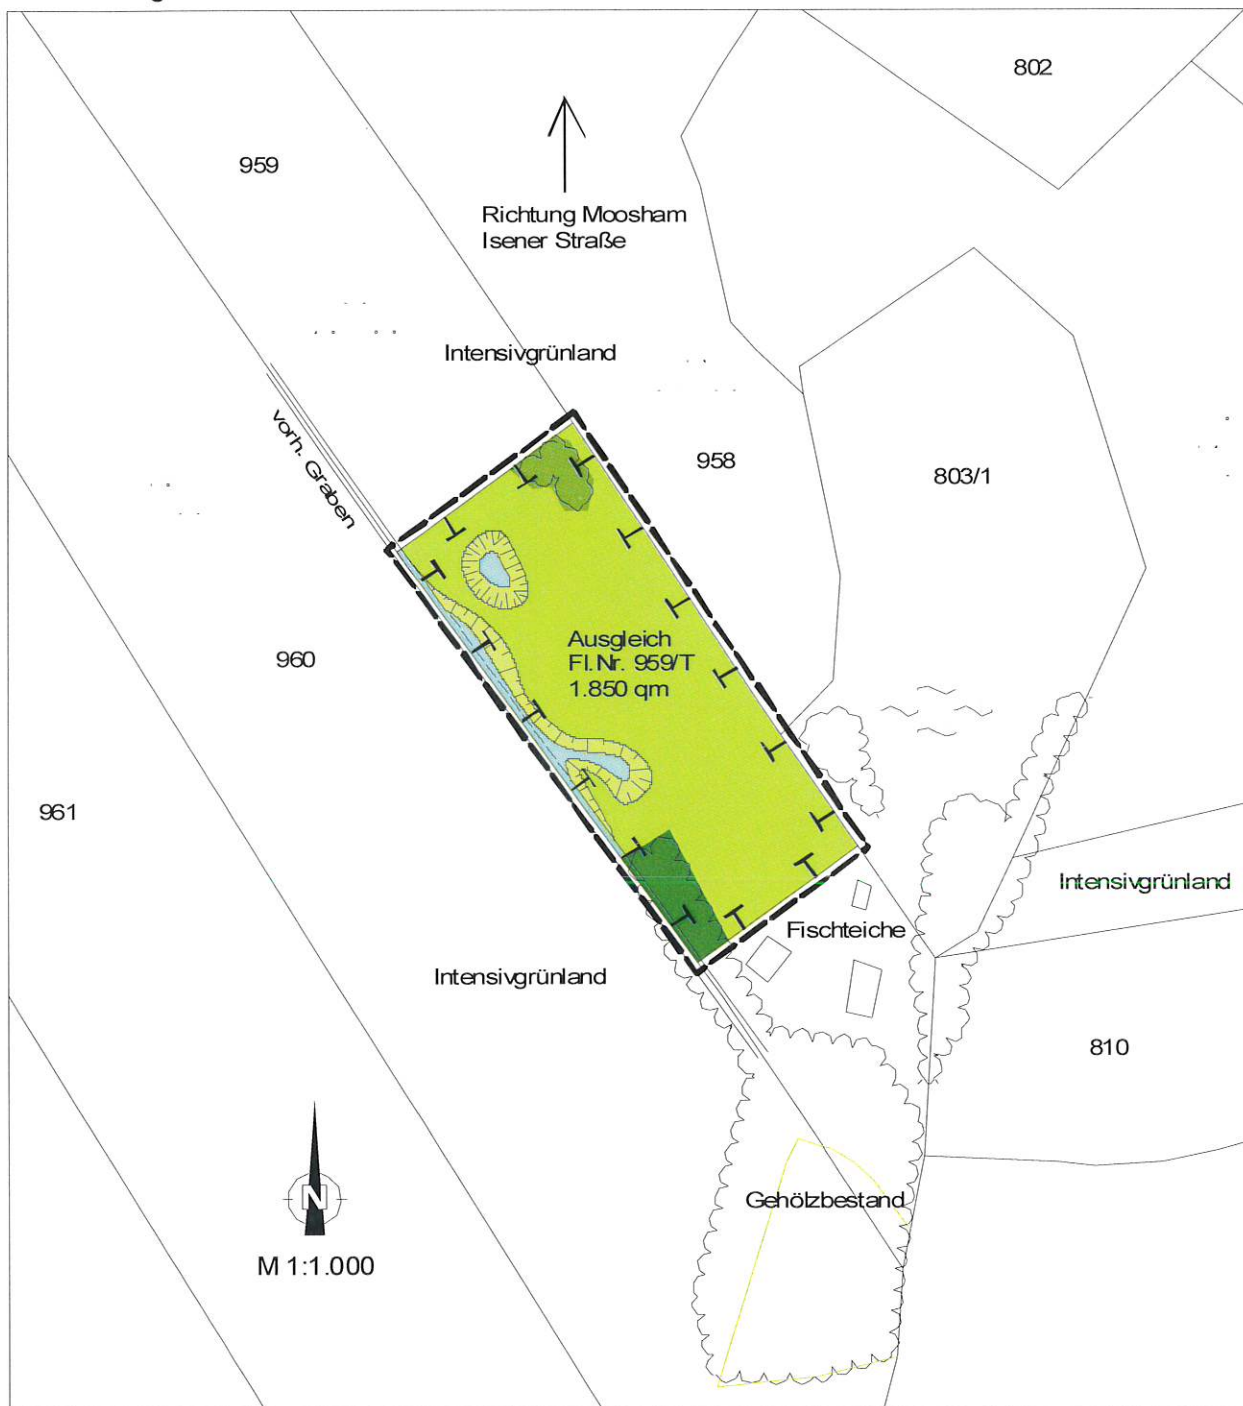 802
959
Richtung Moosham
Isener Straße
Intensivgrünland
vorh. Graben
958
803/1
Ausgleich
Fl.Nr. 959/T
1.850 qm
960
961
Intensivgrünland
Fischteiche
Intensivgrünland
810
Gehölzbestand
N
M 1:1.000